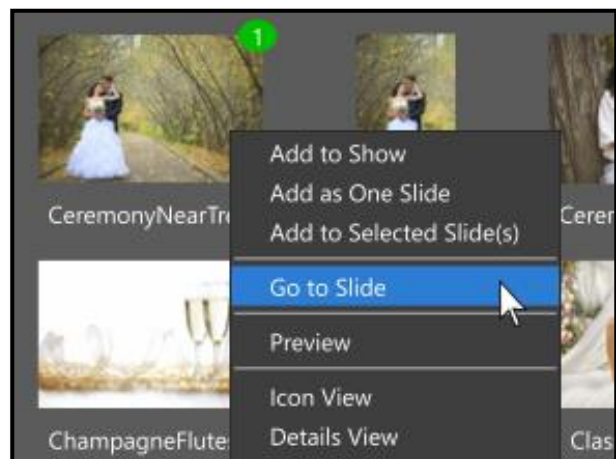 1
Add to Show
Add as One Slide
CeremonyNearTr
Cerer
Add to Selected Slide(s)
Go to Slide
Preview
Icon View
ChampagneFlute
Details View
Clas